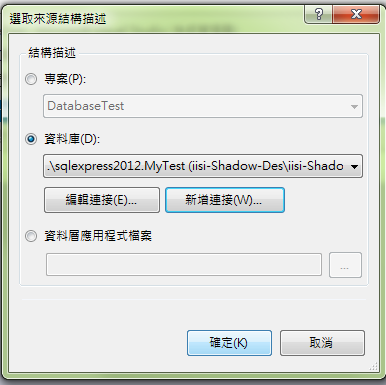 選取來源結構描述
結構描述
專案(P):
DatabaseTest
資料庫(D):
.\sqlexpress2012.MyTest (iisi-Shadow-Des\iisi-Shado
編輯連接(E)...
新增連接(W)...
資料層應用程式檔案
...
確定(K)
取消